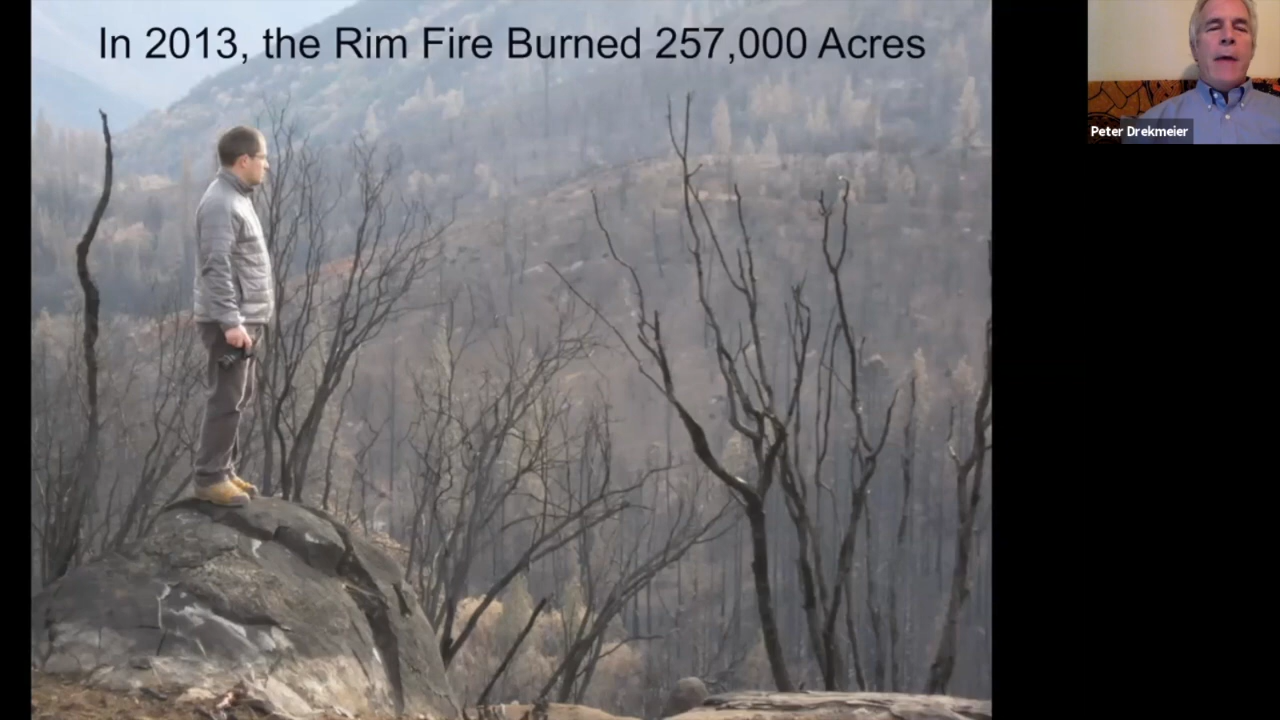 In 2013, the Rim Fire Burned 257,000 Acres
Peter Drekmeier